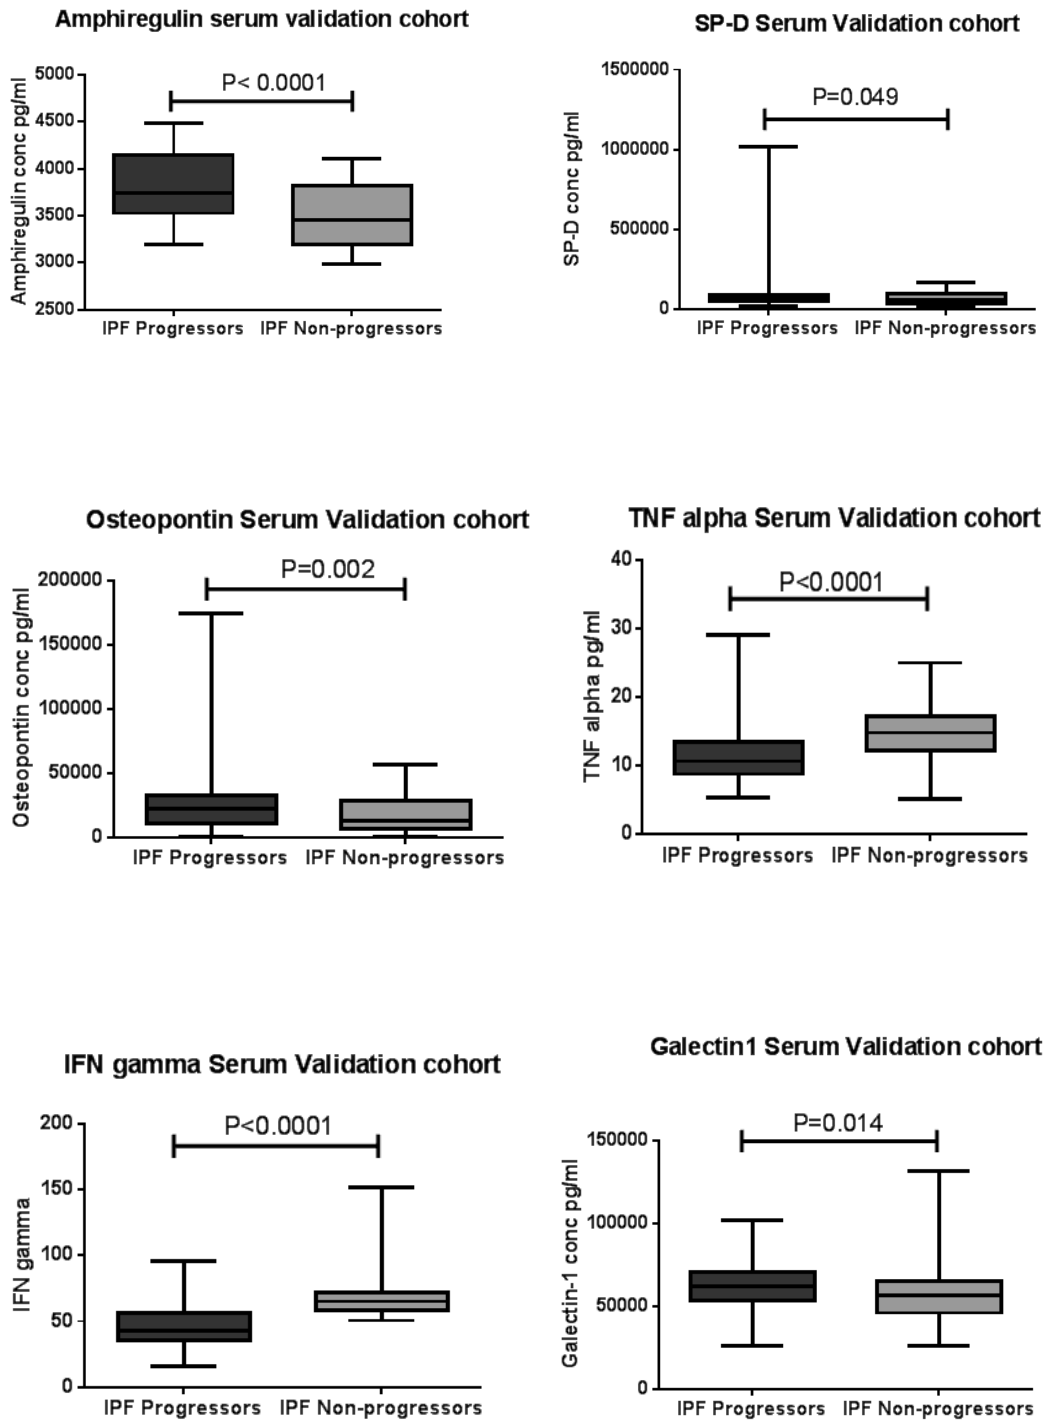 Amphiregulin serum validation cohort
Amphiregulin conc pg/ml
5000
4500
4000
3500
3000
2500
P< 0.0001
IPF Progressors
IPF Non-progressors
SP-D Serum Validation cohort
SP-D conc pg/ml
1500000
1000000
500000
0
P=0.049
IPF Progressors
IPF Non-progressors
Osteopontin Serum Validation cohort
Osteopontin conc pg/ml
200000
150000
100000
50000
0
P=0.002
IPF Progressors
IPF Non-progressors
TNF alpha Serum Validation cohort
TNF alpha pg/ml
40
30
20
10
0
P<0.0001
IPF Progressors
IPF Non-progressors
IFN gamma Serum Validation cohort
IFN gamma
200
150
100
50
0
P<0.0001
IPF Progressors
IPF Non-progressors
Galectin1 Serum Validation cohort
Galectin-1 conc pg/ml
150000
100000
50000
0
P=0.014
IPF Progressors
IPF Non-progressors